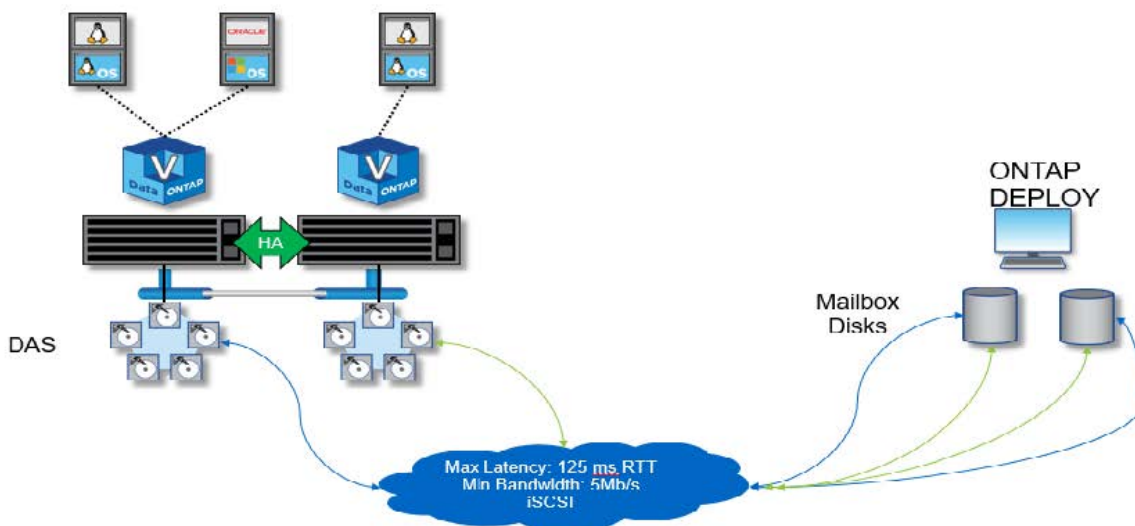 ORACLE
OS
OS
OS
V
Data ONTAP
V
Data ONTAP
ONTAP
DEPLOY
HA
Mailbox
Disks
DAS
Max Latency: 125 ms RTT
Min Bandwidth: 5Mb/s
iSCSI